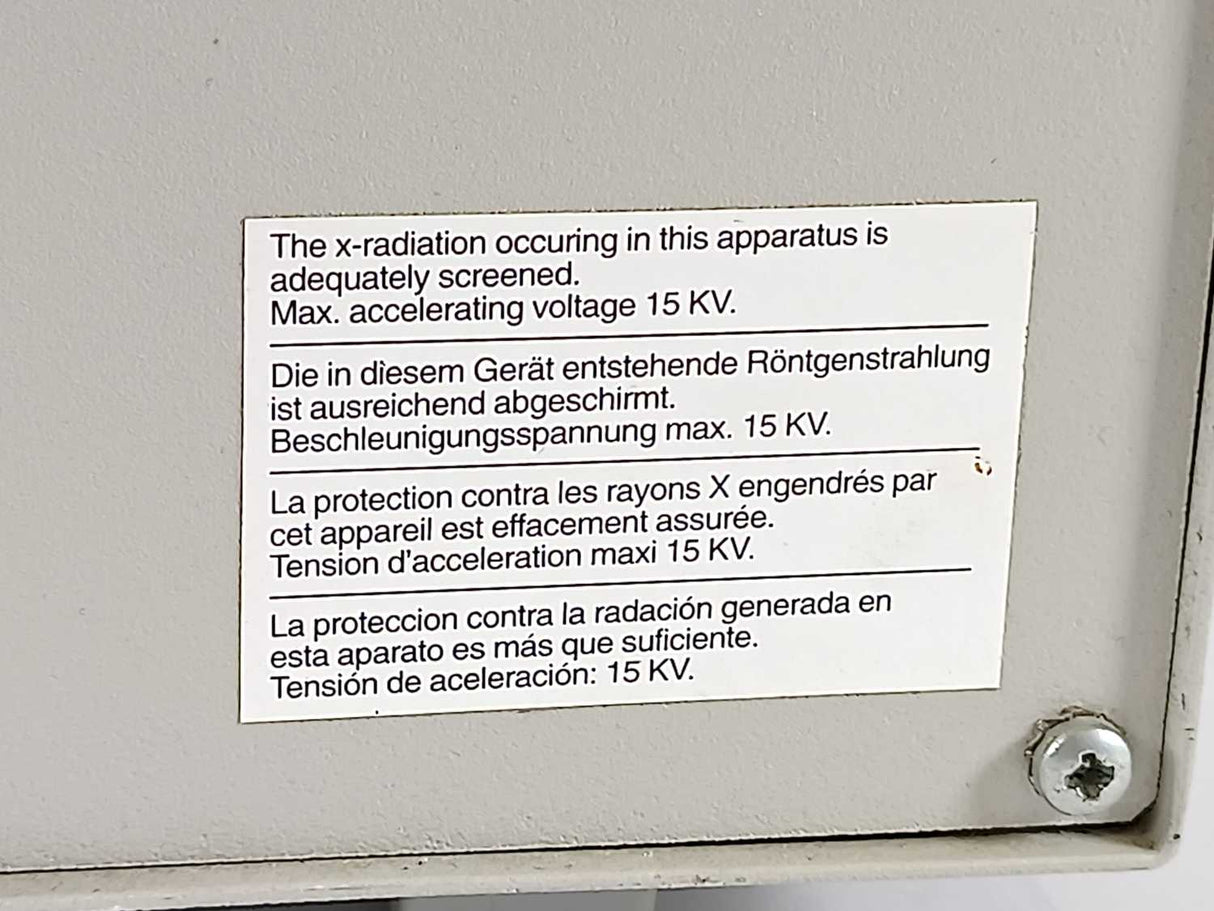 The x-radiation occuring in this apparatus is
adequately screened.
Max. accelerating voltage 15 KV.
Die in diesem Gerät entstehende Röntgenstrahlung
ist ausreichend abgeschirmt.
Beschleunigungsspannung max. 15 KV.
La protection contra les rayons X engendrés par
cet appareil est effacement assurée.
Tension d'acceleration maxi 15 KV.
La proteccion contra la radación generada en
esta aparato es más que suficiente.
Tensión de aceleración: 15 KV.